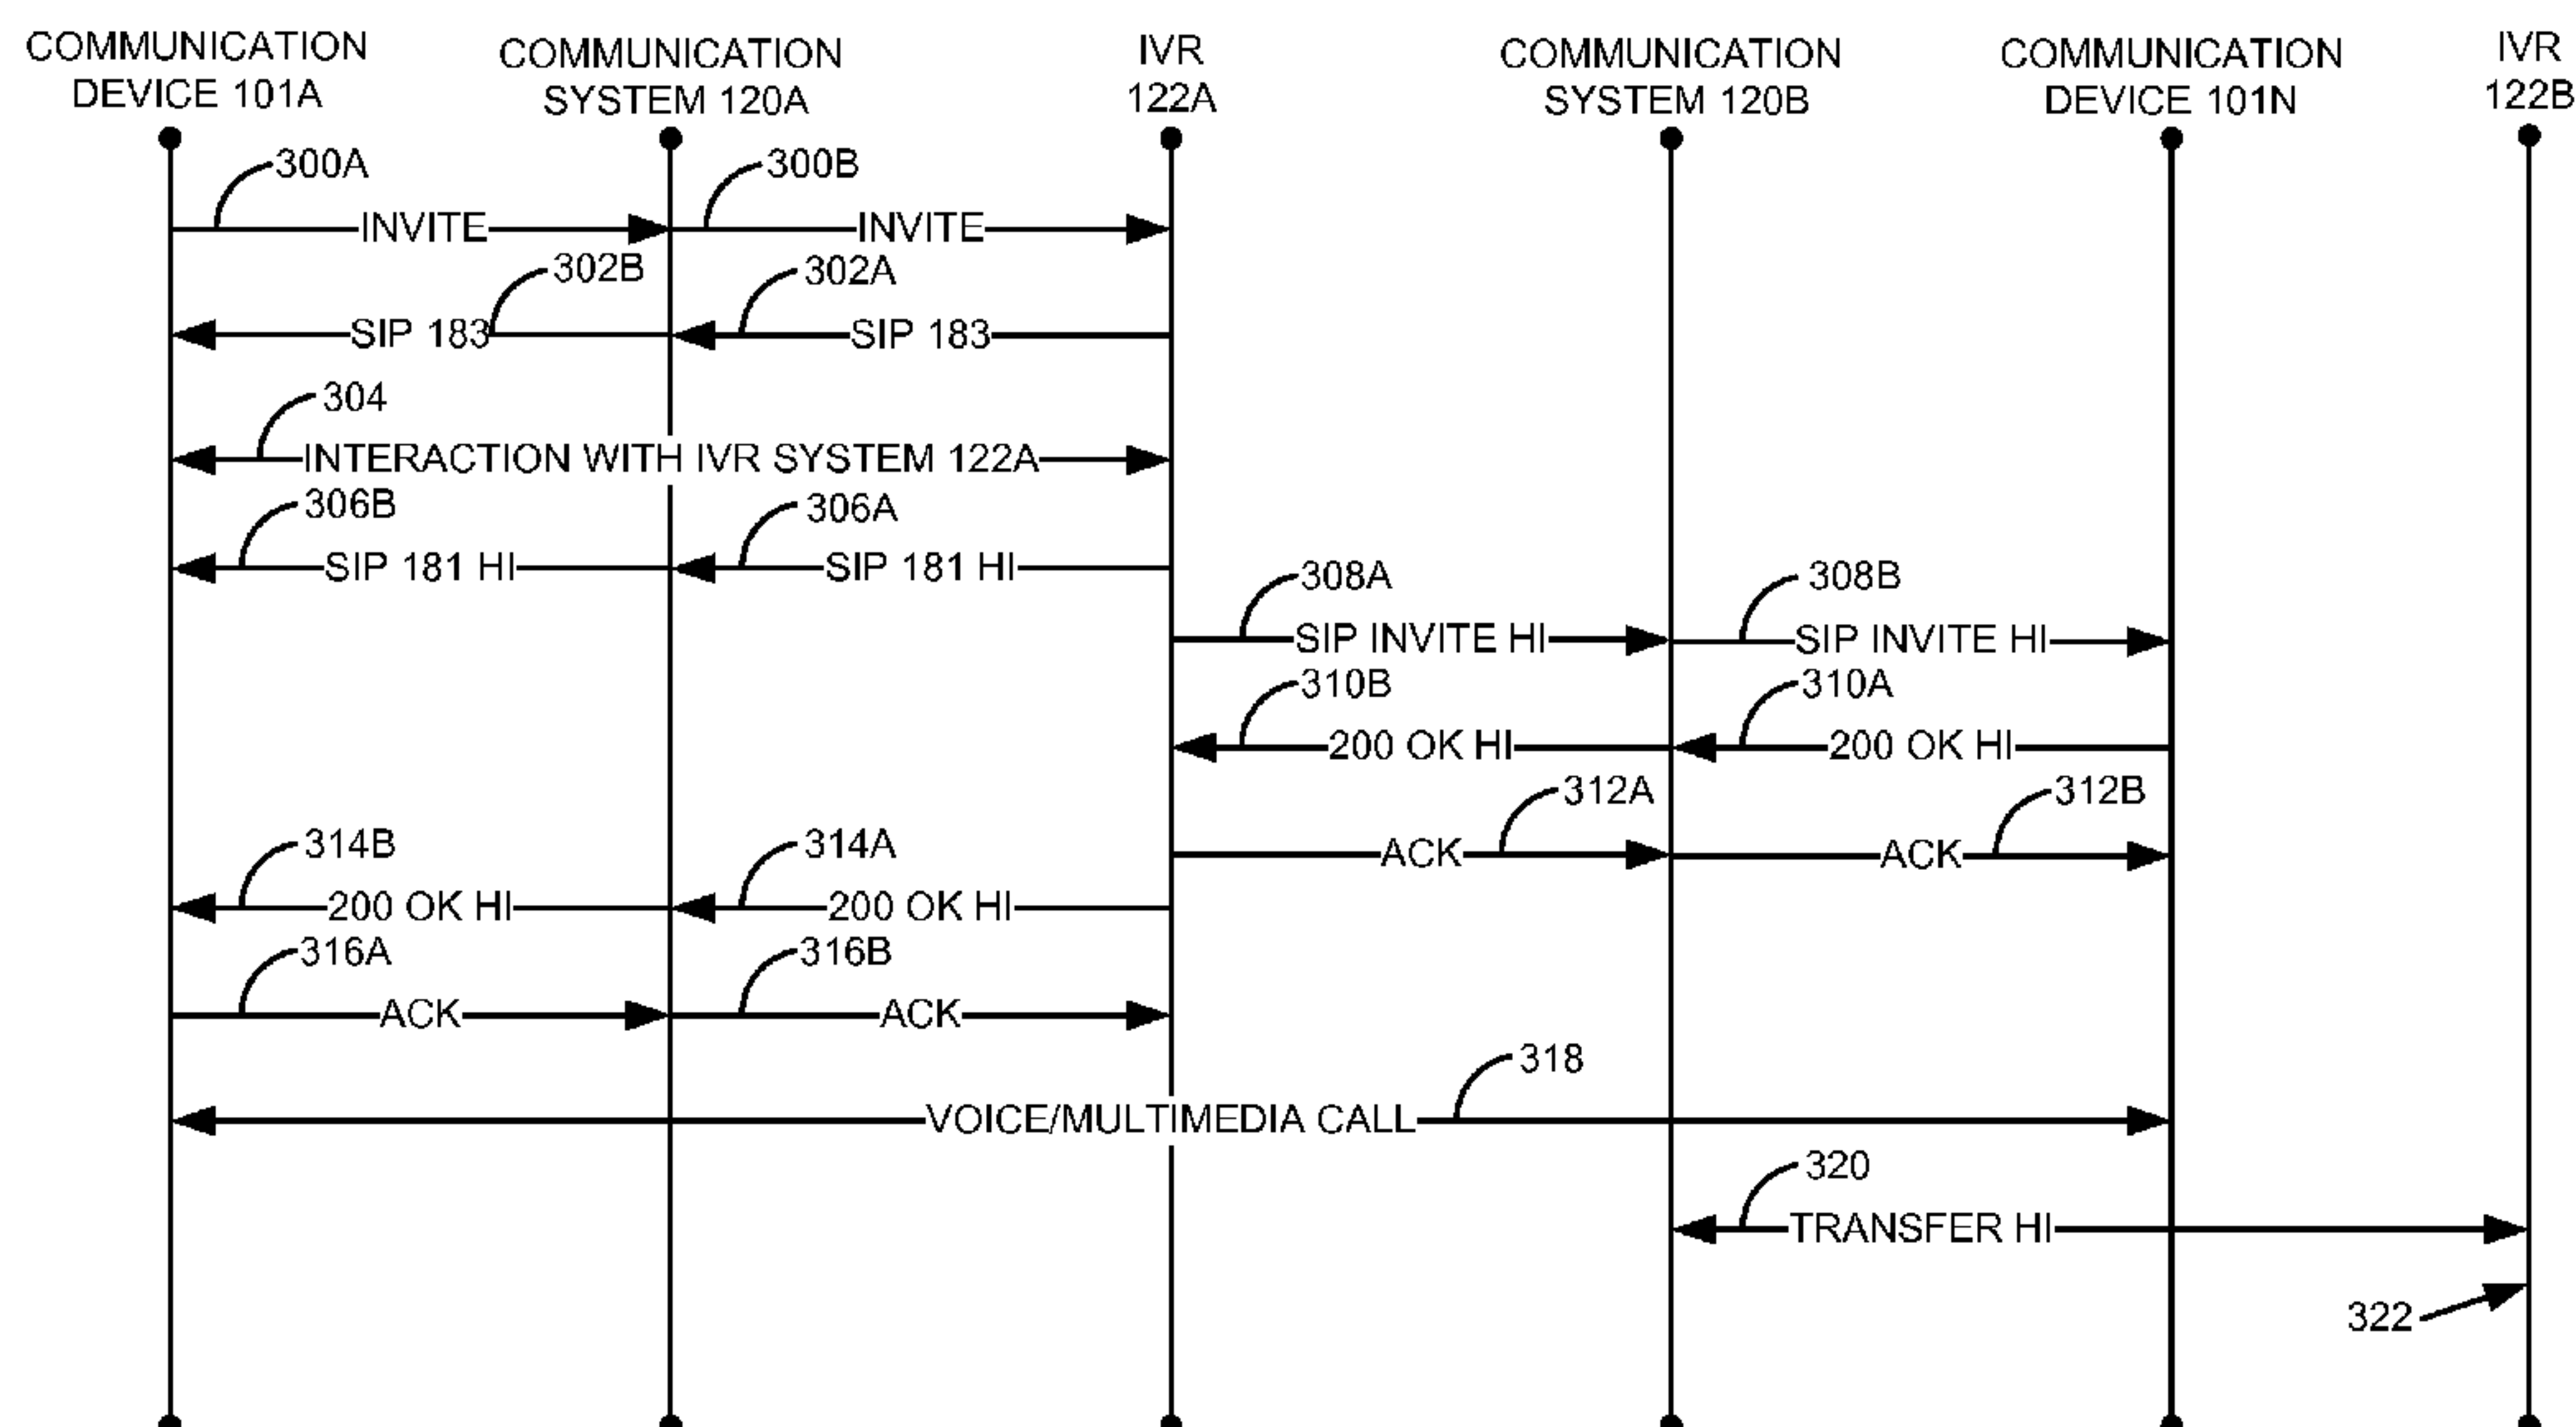 COMMUNICATION
DEVICE 101A
COMMUNICATION
SYSTEM 120A
IVR
122A
COMMUNICATION
SYSTEM 120B
COMMUNICATION
DEVICE 101N
IVR
122B
300A
300B
INVITE
INVITE
302B
302A
SIP 183
SIP 183
304
INTERACTION WITH IVR SYSTEM 122A
306B
306A
SIP 181 HI
SIP 181 HI
308A
308B
SIP INVITE HI
SIP INVITE HI
310B
310A
200 OK HI
200 OK HI
312A
312B
ACK
ACK
314B
314A
200 OK HI
200 OK HI
316A
316B
ACK
ACK
318
VOICE/MULTIMEDIA CALL
320
TRANSFER HI
322